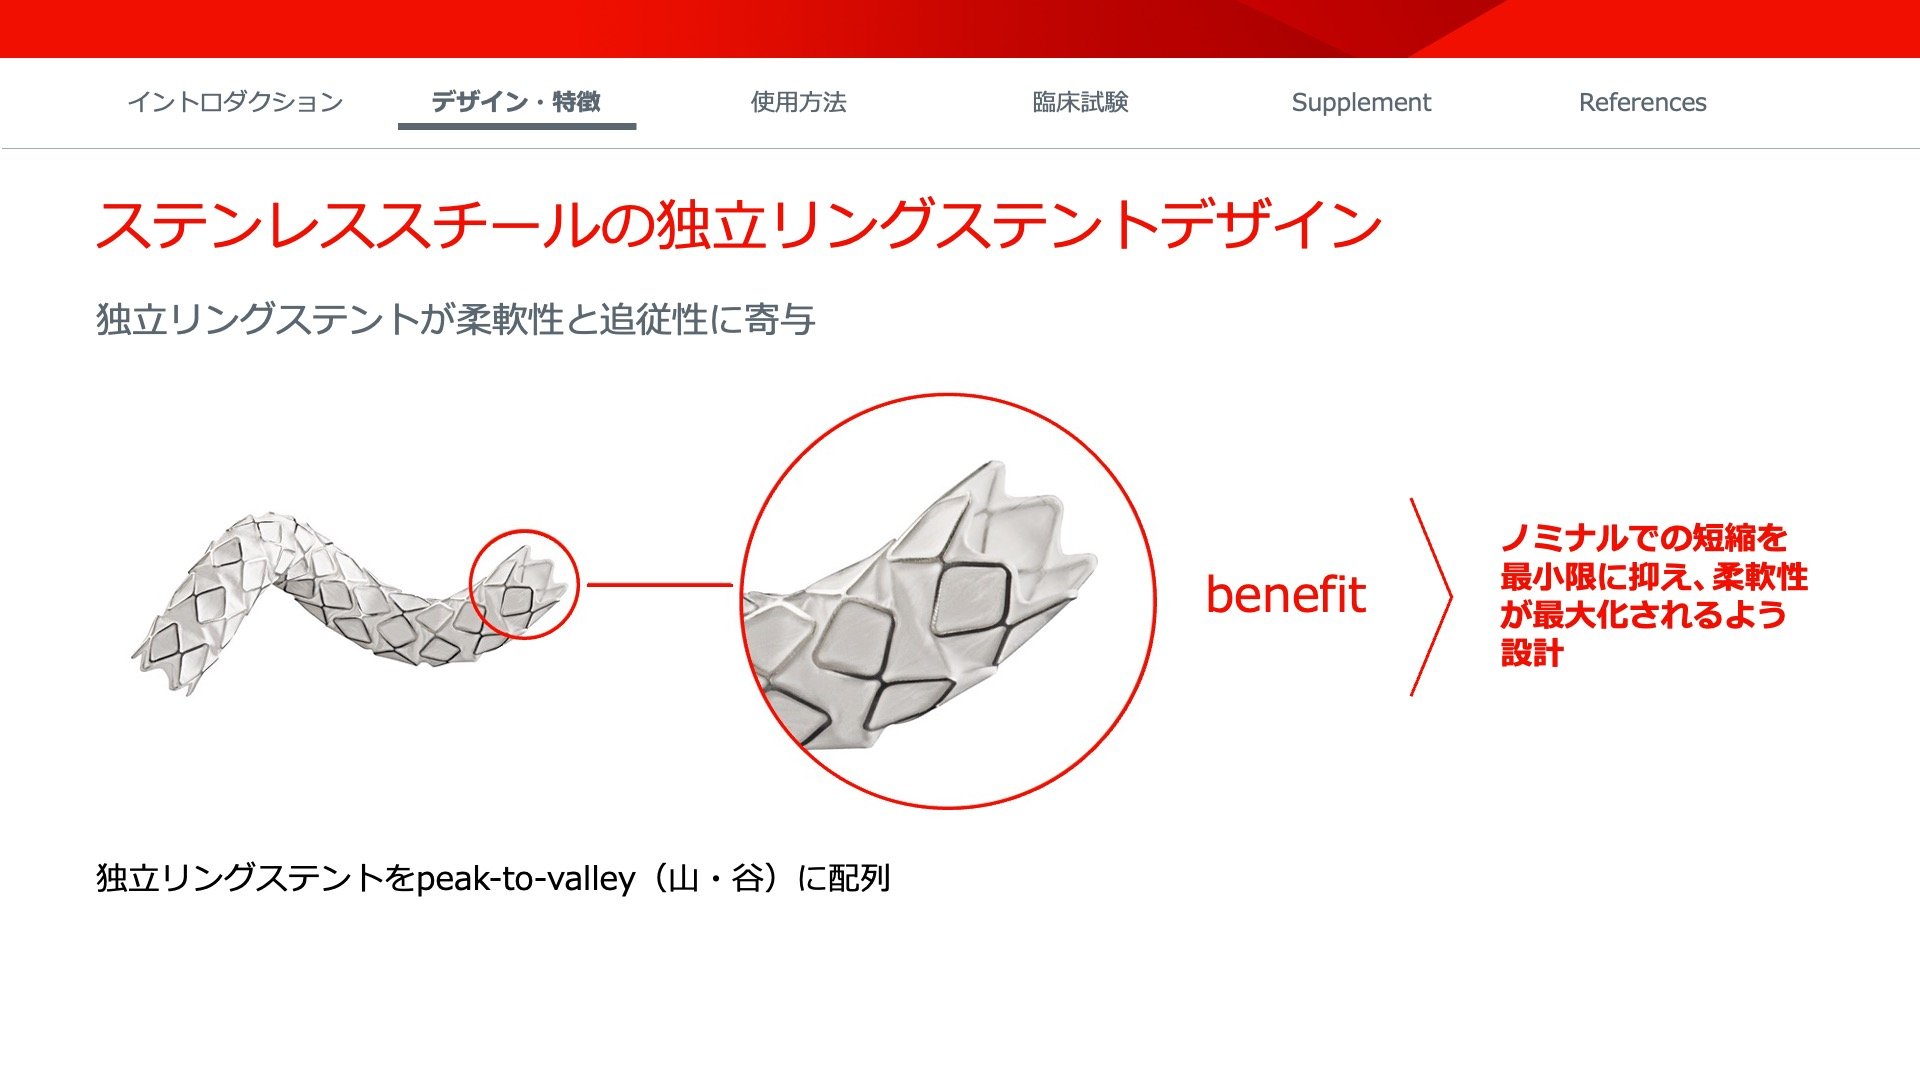 イントロダクション
デザイン・特徴
使用方法
臨床試験
Supplement
References
ステンレススチールの独立リングステントデザイン
独立リングステントが柔軟性と追従性に寄与
benefit
ノミナルでの短縮を
最小限に抑え、柔軟性
が最大化されるよう
設計
独立リングステントをpeak-to-valley（山・谷）に配列